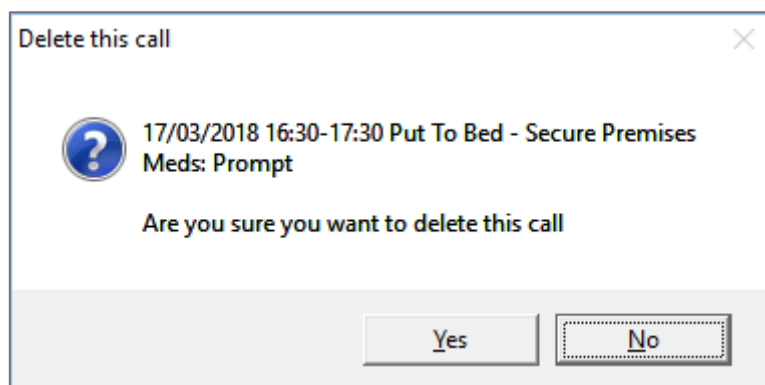 Delete this call
17/03/2018 16:30-17:30 Put To Bed - Secure Premises
Meds: Prompt
Are you sure you want to delete this call
Yes
No